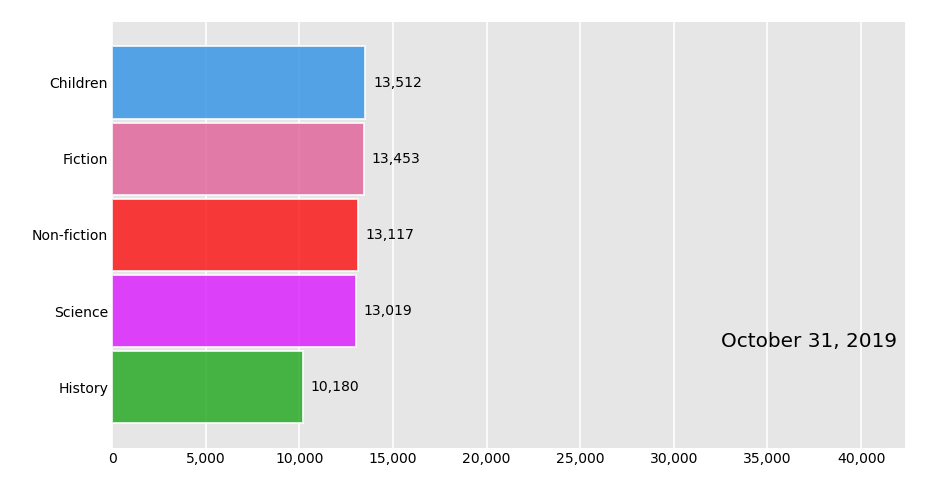 Children 13,512
Fiction 13,453
Non-fiction 13,117
Science 13,019
October 31, 2019
History 10,180
0 5,000 10,000 15,000 20,000 25,000 30,000 35,000 40,000